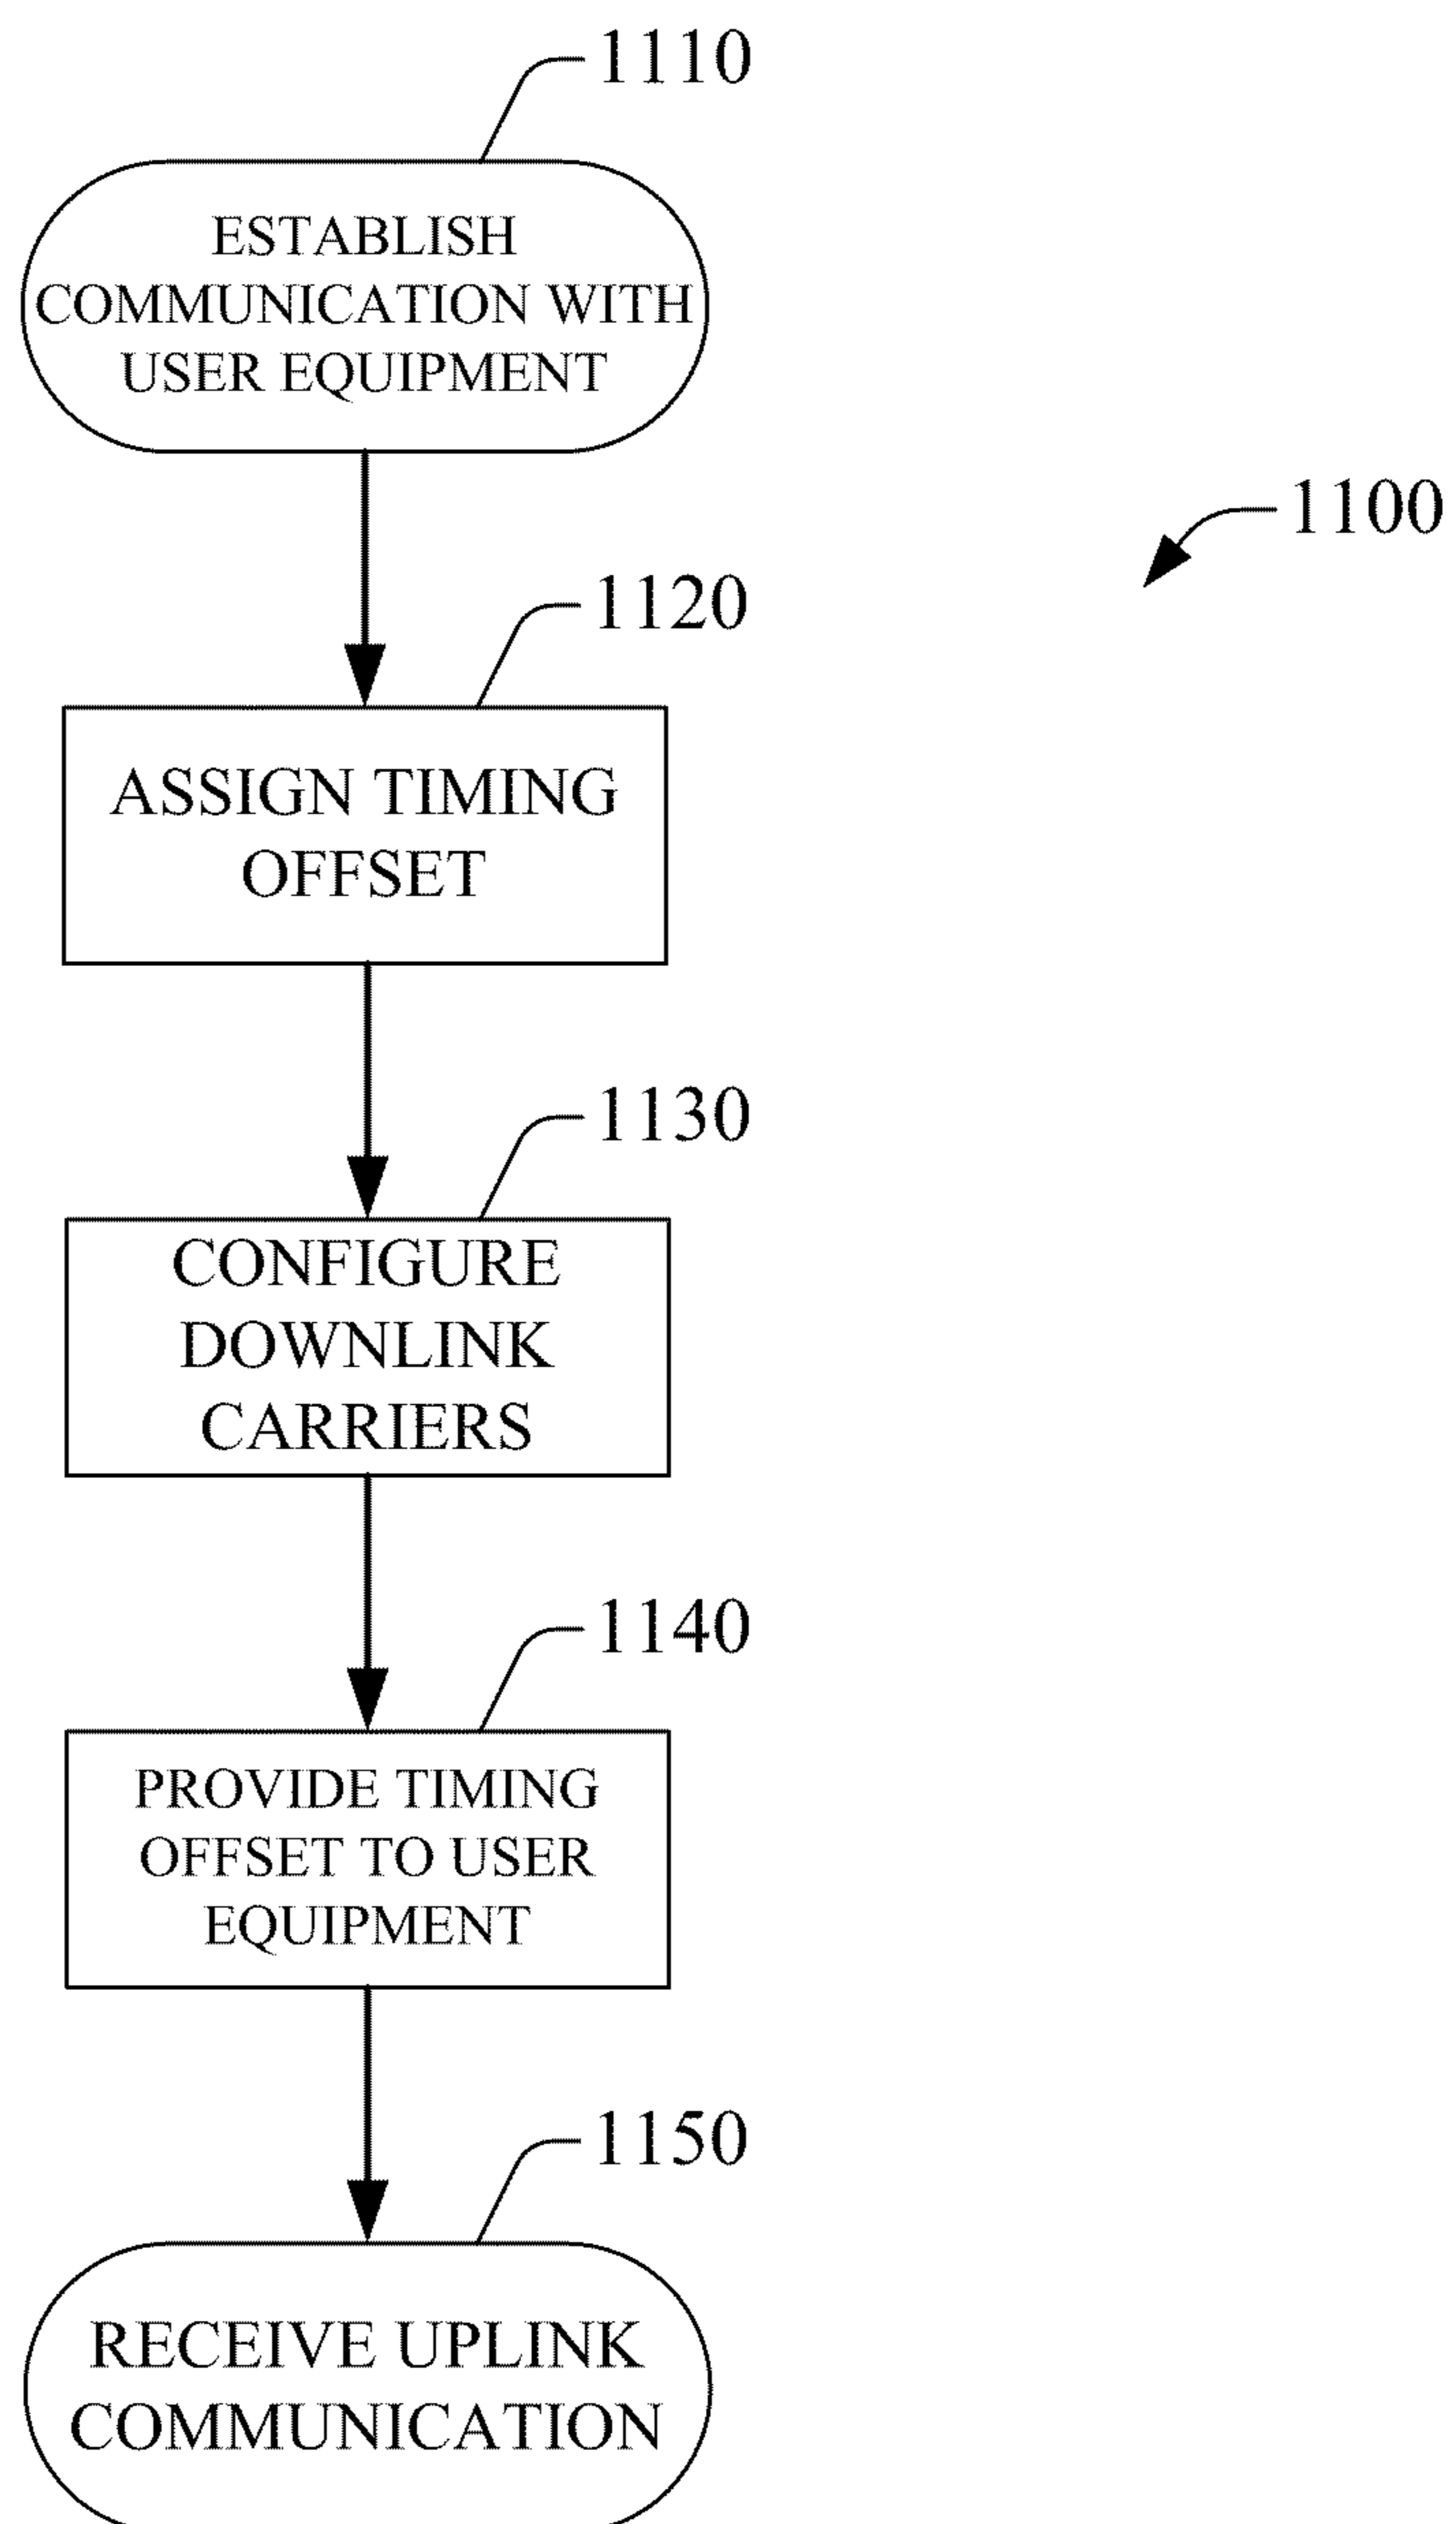 1110
ESTABLISH
COMMUNICATION WITH
USER EQUIPMENT
1100
1120
ASSIGN TIMING
OFFSET
1130
CONFIGURE
DOWNLINK
CARRIERS
1140
PROVIDE TIMING
OFFSET TO USER
EQUIPMENT
1150
RECEIVE UPLINK
COMMUNICATION